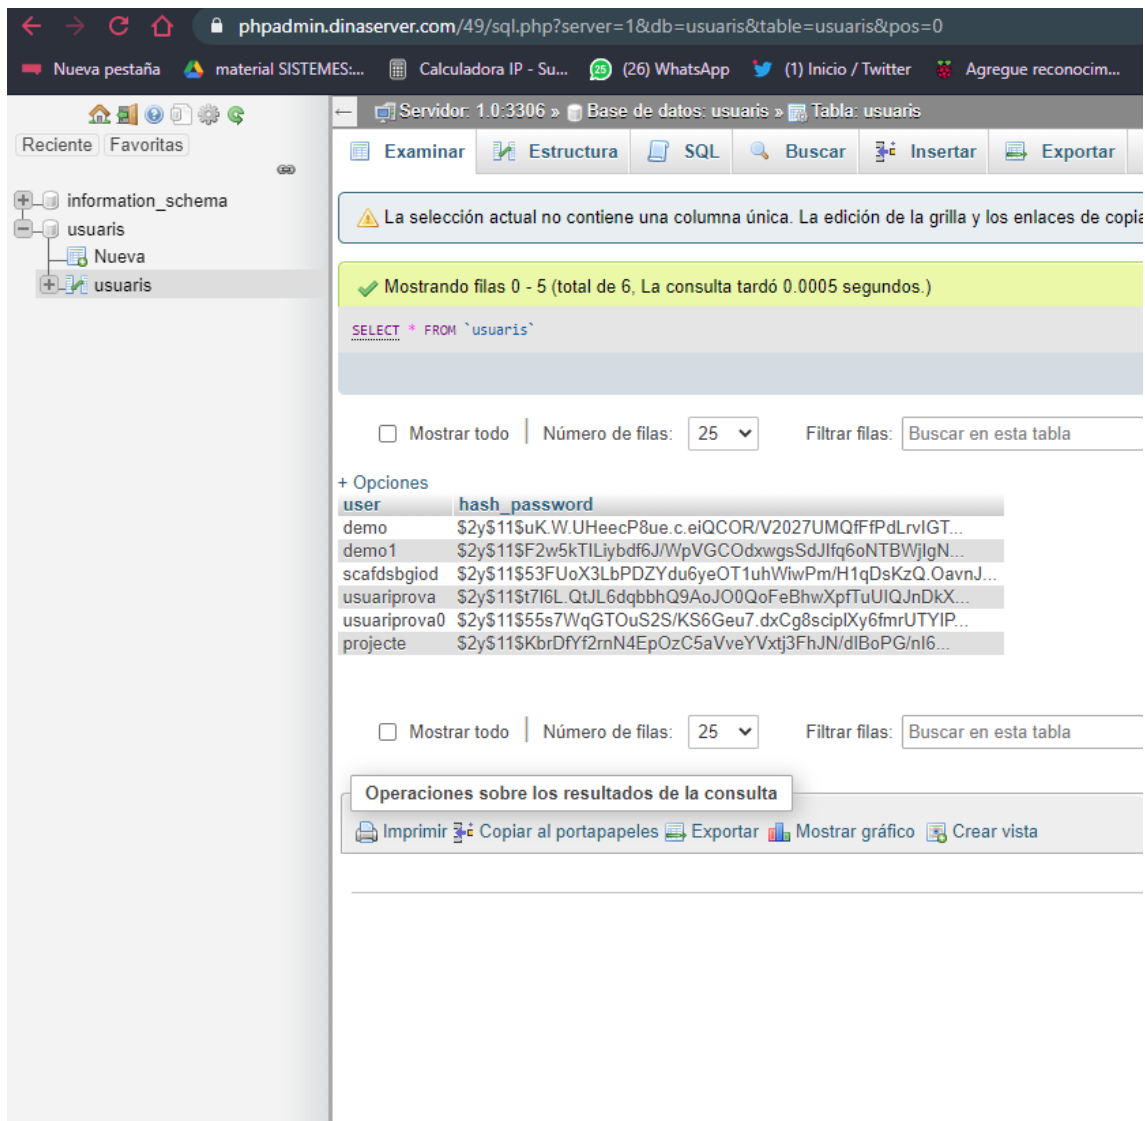 phpadmin.dinaserver.com/49/sql.php?server=1&db=usuaris&table=usuaris&pos=0
Nueva pestaña material SISTEMES:... Calculadora IP - Su... 25 (26) WhatsApp (1) Inicio / Twitter Agregue reconocim...
Reciente Favoritas
information_schema
usuaris
Nueva
usuaris
← Servidor: 1.0:3306 » Base de datos: usuaris » Tabla: usuaris
Examinar Estructura SQL Buscar Insertar Exportar
La selección actual no contiene una columna única. La edición de la grilla y los enlaces de copia
Mostrando filas 0 - 5 (total de 6, La consulta tardó 0.0005 segundos.)
SELECT * FROM `usuaris`
Mostrar todo Número de filas: 25 Filtrar filas: Buscar en esta tabla
+ Opciones
user hash_password
demo $2y$11$uK.W.UHeecP8ue.c.eiQCOR/V2027UMQfFfPdLrvIGT...
demo1 $2y$11$F2w5kTILiybdf6J/WpVGCOdxwgsSdJIfq6oNTBWjIgN...
scafdsbgiod $2y$11$53FUoX3LbPDZYdu6yeOT1uhWiwPm/H1qDsKzQ.OavnJ...
usuariprova $2y$11$t7I6L.QtJL6dqbbhQ9AoJO0QoFeBhwXpfTuUIQJnDkX...
usuariprova0 $2y$11$55s7WqGTOuS2S/KS6Geu7.dxCg8sciplXy6fmrUTYIP...
projecte $2y$11$KbrDfYf2rnN4EpOzC5aVveYVxtj3FhJN/dIBoPG/nI6...
Mostrar todo Número de filas: 25 Filtrar filas: Buscar en esta tabla
Operaciones sobre los resultados de la consulta
Imprimir Copiar al portapapeles Exportar Mostrar gráfico Crear vista